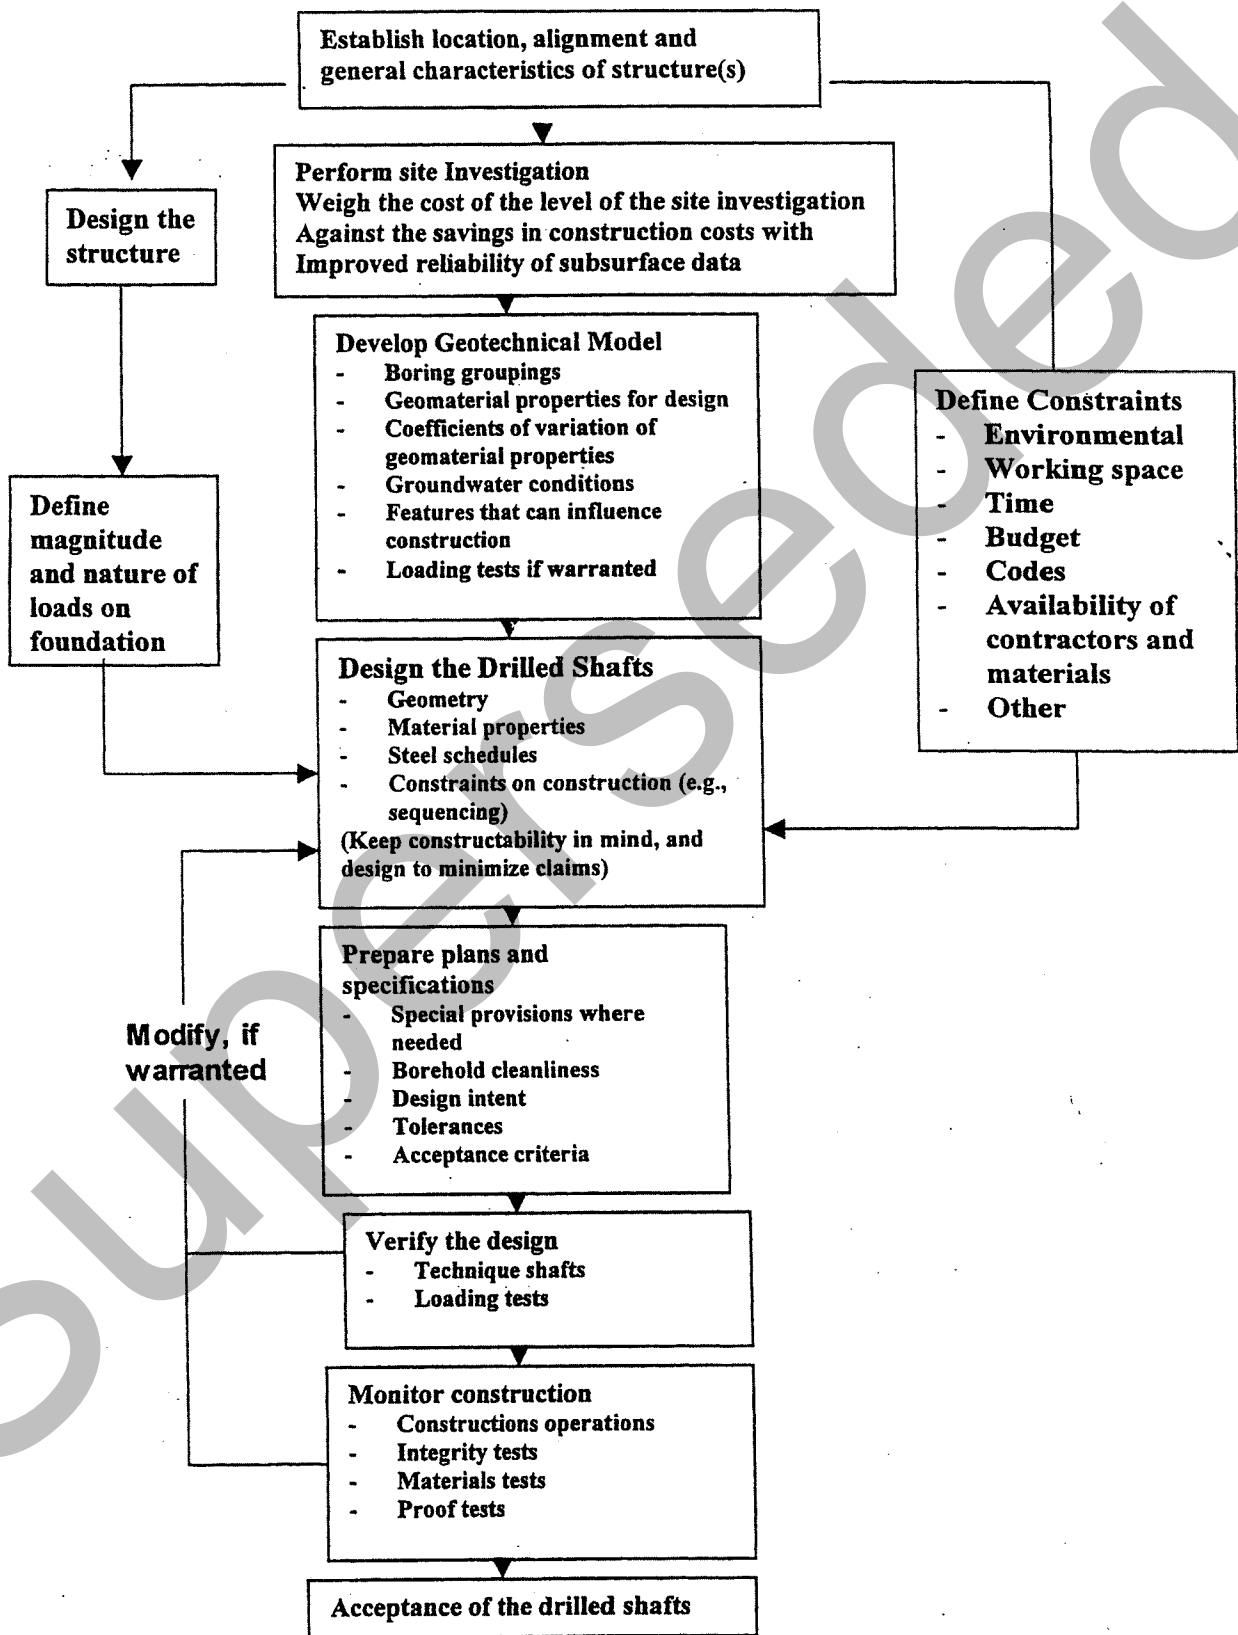 Establish location, alignment and
general characteristics of structure(s)
Perform site Investigation
Weigh the cost of the level of the site investigation
Against the savings in construction costs with
Improved reliability of subsurface data
Design the
structure
Develop Geotechnical Model
- Boring groupings
- Geomaterial properties for design
- Coefficients of variation of
geomaterial properties
- Groundwater conditions
- Features that can influence
construction
- Loading tests if warranted
Define Constraints
- Environmental
- Working space
- Time
- Budget
- Codes
- Availability of
contractors and
materials
- Other
Define
magnitude
and nature of
loads on
foundation
Design the Drilled Shafts
- Geometry
- Material properties
- Steel schedules
- Constraints on construction (e.g.,
sequencing)
(Keep constructability in mind, and
design to minimize claims)
Prepare plans and
specifications
- Special provisions where
needed
- Borehold cleanliness
- Design intent
- Tolerances
- Acceptance criteria
Modify, if
warranted
Verify the design
- Technique shafts
- Loading tests
Monitor construction
- Constructions operations
- Integrity tests
- Materials tests
- Proof tests
Acceptance of the drilled shafts
Superseded